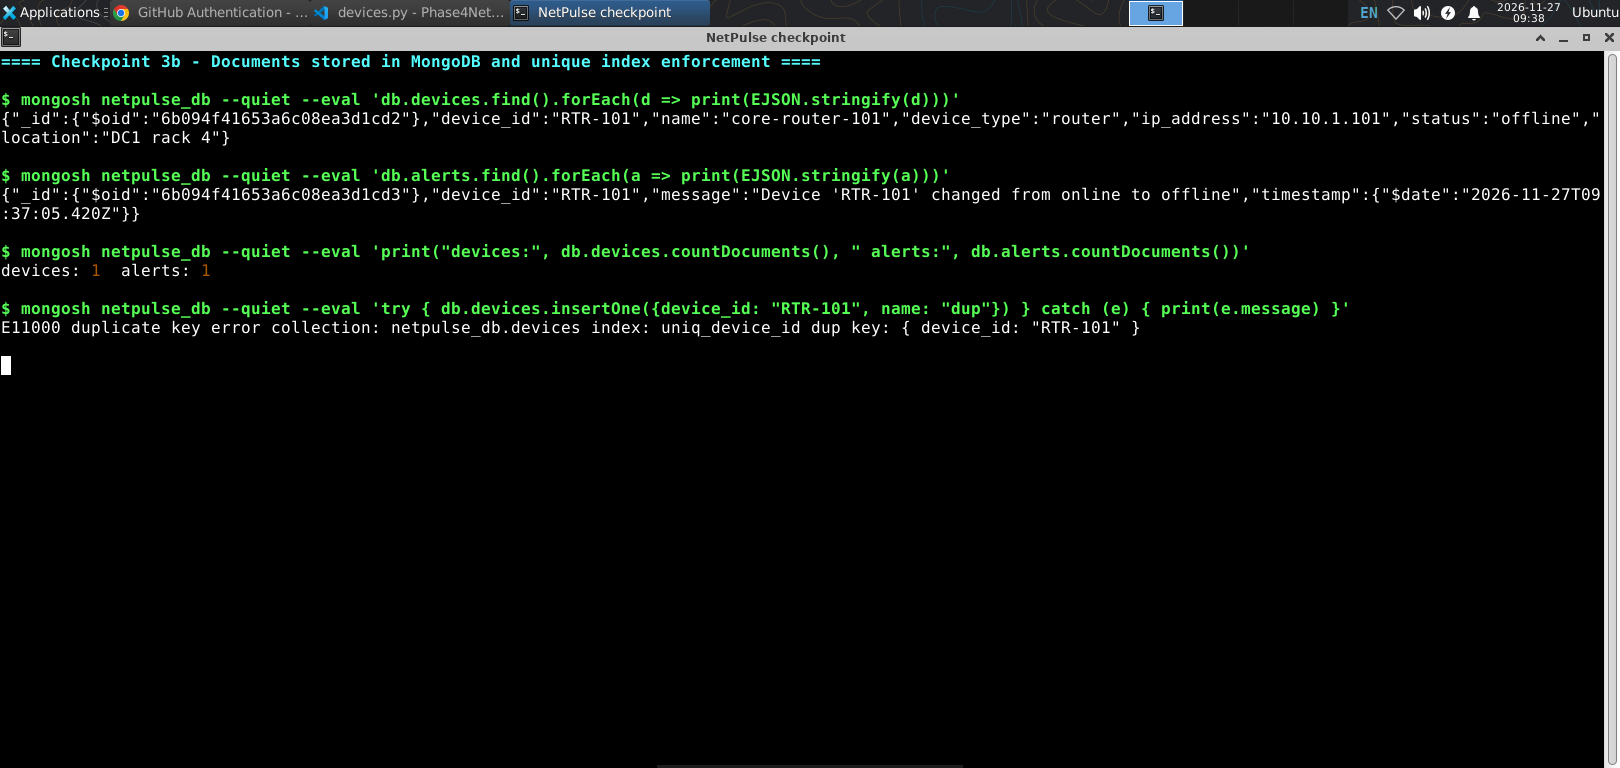 Applications
GitHub Authentication - ...
devices.py - Phase4Net...
NetPulse checkpoint
EN
2026-11-27
09:38
Ubuntu
NetPulse checkpoint
==== Checkpoint 3b - Documents stored in MongoDB and unique index enforcement ====
$ mongosh netpulse_db --quiet --eval 'db.devices.find().forEach(d => print(EJSON.stringify(d)))'
{"_id":{"$oid":"6b094f41653a6c08ea3d1cd2"},"device_id":"RTR-101","name":"core-router-101","device_type":"router","ip_address":"10.10.1.101","status":"offline","
location":"DC1 rack 4"}
$ mongosh netpulse_db --quiet --eval 'db.alerts.find().forEach(a => print(EJSON.stringify(a)))'
{"_id":{"$oid":"6b094f41653a6c08ea3d1cd3"},"device_id":"RTR-101","message":"Device 'RTR-101' changed from online to offline","timestamp":{"$date":"2026-11-27T09
:37:05.420Z"}}
$ mongosh netpulse_db --quiet --eval 'print("devices:", db.devices.countDocuments(), " alerts:", db.alerts.countDocuments())'
devices: 1  alerts: 1
$ mongosh netpulse_db --quiet --eval 'try { db.devices.insertOne({device_id: "RTR-101", name: "dup"}) } catch (e) { print(e.message) }'
E11000 duplicate key error collection: netpulse_db.devices index: uniq_device_id dup key: { device_id: "RTR-101" }